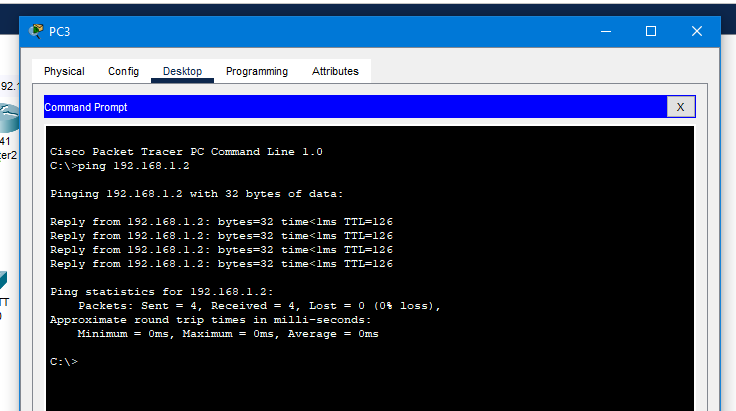 PC3
Physical Config Desktop Programming Attributes
92.1
Command Prompt X
Cisco Packet Tracer PC Command Line 1.0
C:\>ping 192.168.1.2
41
ter2
Pinging 192.168.1.2 with 32 bytes of data:
Reply from 192.168.1.2: bytes=32 time<1ms TTL=126
Reply from 192.168.1.2: bytes=32 time<1ms TTL=126
Reply from 192.168.1.2: bytes=32 time<1ms TTL=126
Reply from 192.168.1.2: bytes=32 time<1ms TTL=126
Ping statistics for 192.168.1.2:
Packets: Sent = 4, Received = 4, Lost = 0 (0% loss),
Approximate round trip times in milli-seconds:
Minimum = 0ms, Maximum = 0ms, Average = 0ms
C:\>